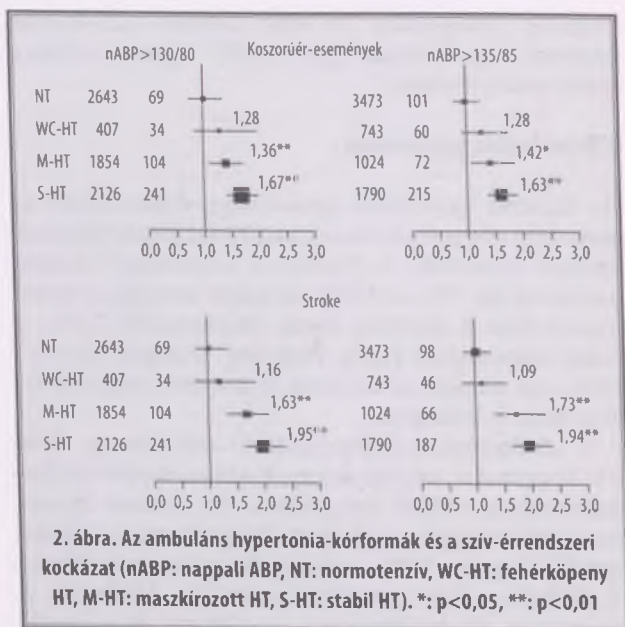 nABP>130/80 Koszorúér-események nABP>135/85
NT 2643 69 3473 101
WC-HT 407 34 1,28 743 60 1,28
M-HT 1854 104 1,36** 1024 72 1,42*
S-HT 2126 241 1,67** 1790 215 1,63**
0,0 0,5 1,0 1,5 2,0 2,5 3,0 0,0 0,5 1,0 1,5 2,0 2,5 3,0
Stroke
NT 2643 69 3473 98
WC-HT 407 34 1,16 743 46 1,09
M-HT 1854 104 1,63** 1024 66 1,73**
S-HT 2126 241 1,95** 1790 187 1,94**
0,0 0,5 1,0 1,5 2,0 2,5 3,0 0,0 0,5 1,0 1,5 2,0 2,5 3,0
2. ábra. Az ambuláns hypertonia-kórformák és a szív-érrendszeri
kockázat (nABP: nappali ABP, NT: normotenzív, WC-HT: fehérköpeny
HT, M-HT: maszkírozott HT, S-HT: stabil HT). *: p<0,05, **: p<0,01